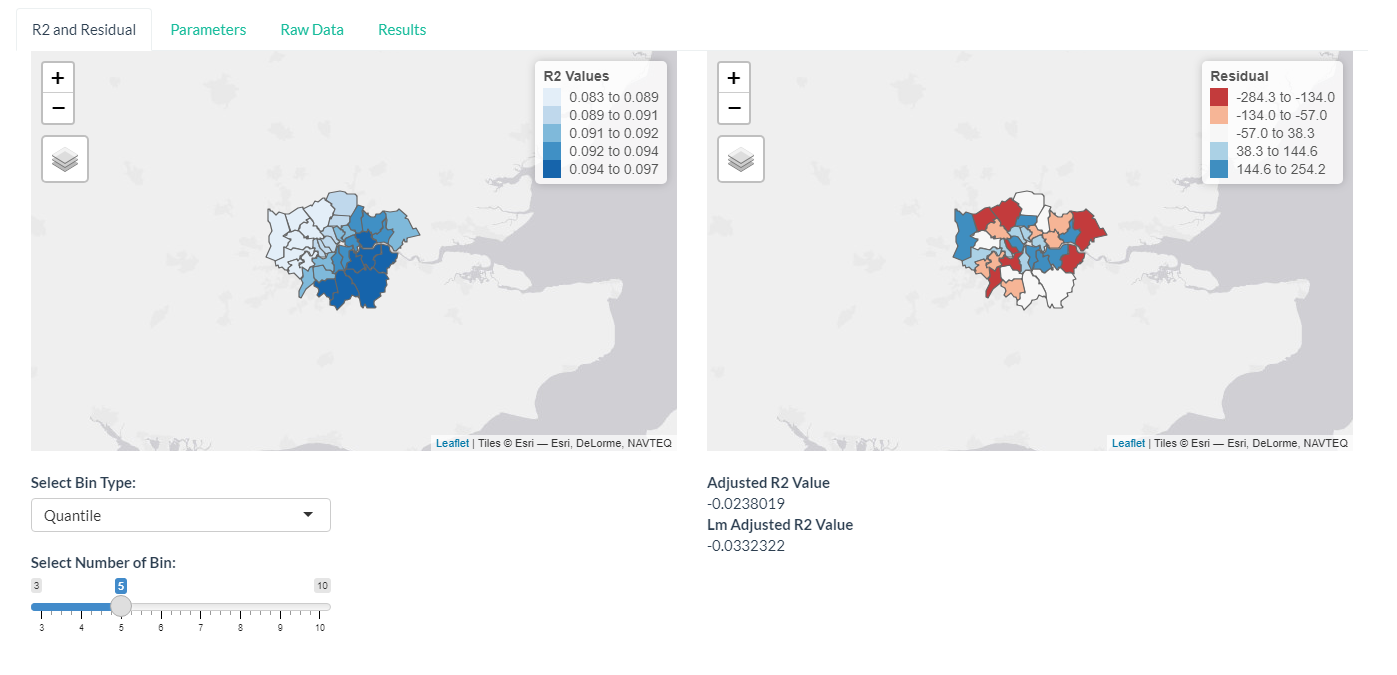 R2 and Residual Parameters Raw Data Results
+
−
R2 Values
0.083 to 0.089
0.089 to 0.091
0.091 to 0.092
0.092 to 0.094
0.094 to 0.097
Leaflet | Tiles © Esri — Esri, DeLorme, NAVTEQ
+
−
Residual
-284.3 to -134.0
-134.0 to -57.0
-57.0 to 38.3
38.3 to 144.6
144.6 to 254.2
Leaflet | Tiles © Esri — Esri, DeLorme, NAVTEQ
Select Bin Type:
Quantile
Select Number of Bin:
3 5 10
3 4 5 6 7 8 9 10
Adjusted R2 Value
-0.0238019
Lm Adjusted R2 Value
-0.0332322